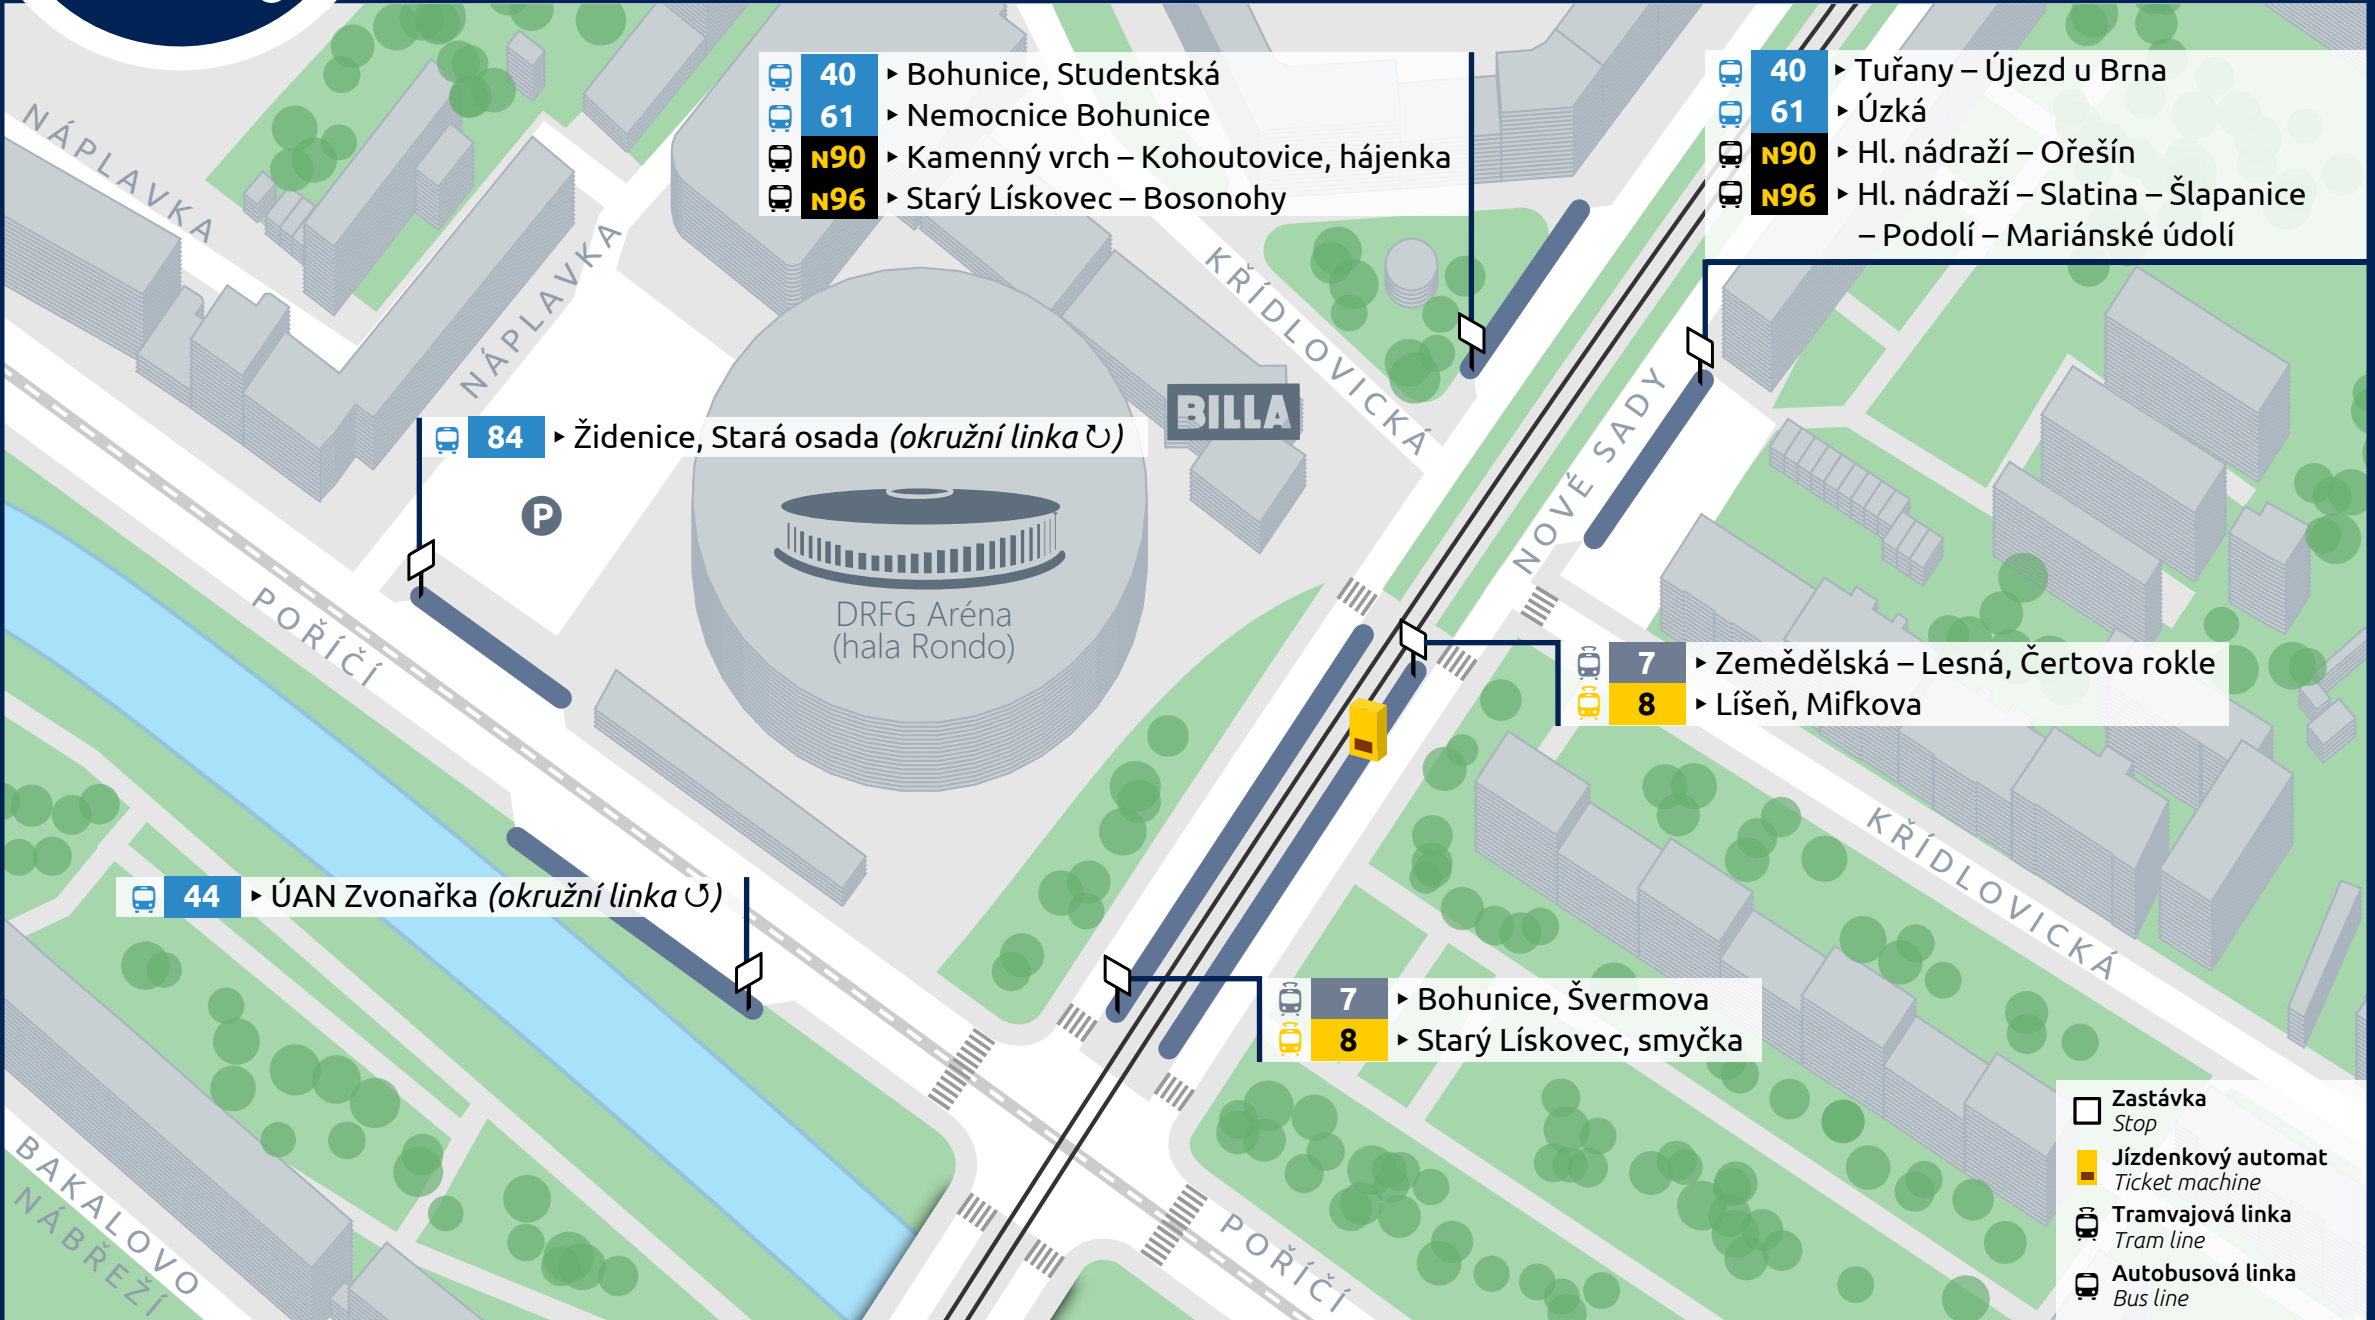 40 ▸ Bohunice, Studentská
61 ▸ Nemocnice Bohunice
N90 ▸ Kamenný vrch – Kohoutovice, hájenka
N96 ▸ Starý Lískovec – Bosonohy
40 ▸ Tuřany – Újezd u Brna
61 ▸ Úzká
N90 ▸ Hl. nádraží – Ořešín
N96 ▸ Hl. nádraží – Slatina – Šlapanice
– Podolí – Mariánské údolí
NÁPLAVKA
NÁPLAVKA
KŘÍDLOVICKÁ
NOVÉ SADY
BILLA
84 ▸ Židenice, Stará osada (okružní linka ↻)
P
DRFG Aréna
(hala Rondo)
POŘÍČÍ
7 ▸ Zemědělská – Lesná, Čertova rokle
8 ▸ Líšeň, Mifkova
KŘÍDLOVICKÁ
44 ▸ ÚAN Zvonařka (okružní linka ↺)
7 ▸ Bohunice, Švermova
8 ▸ Starý Lískovec, smyčka
BAKALOVO
NÁBŘEŽÍ
POŘÍČÍ
Zastávka
Stop
Jízdenkový automat
Ticket machine
Tramvajová linka
Tram line
Autobusová linka
Bus line